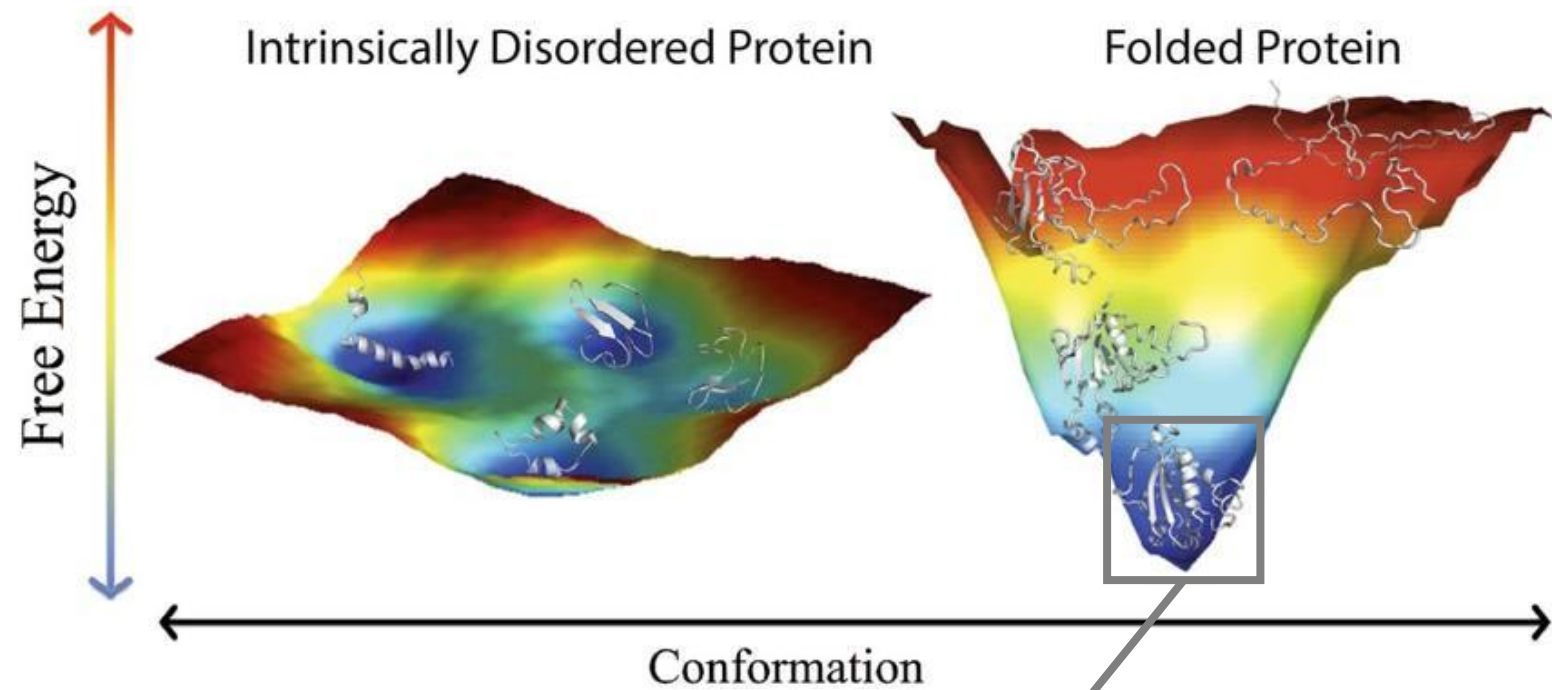 Intrinsically Disordered Protein
Folded Protein
Free Energy
Conformation